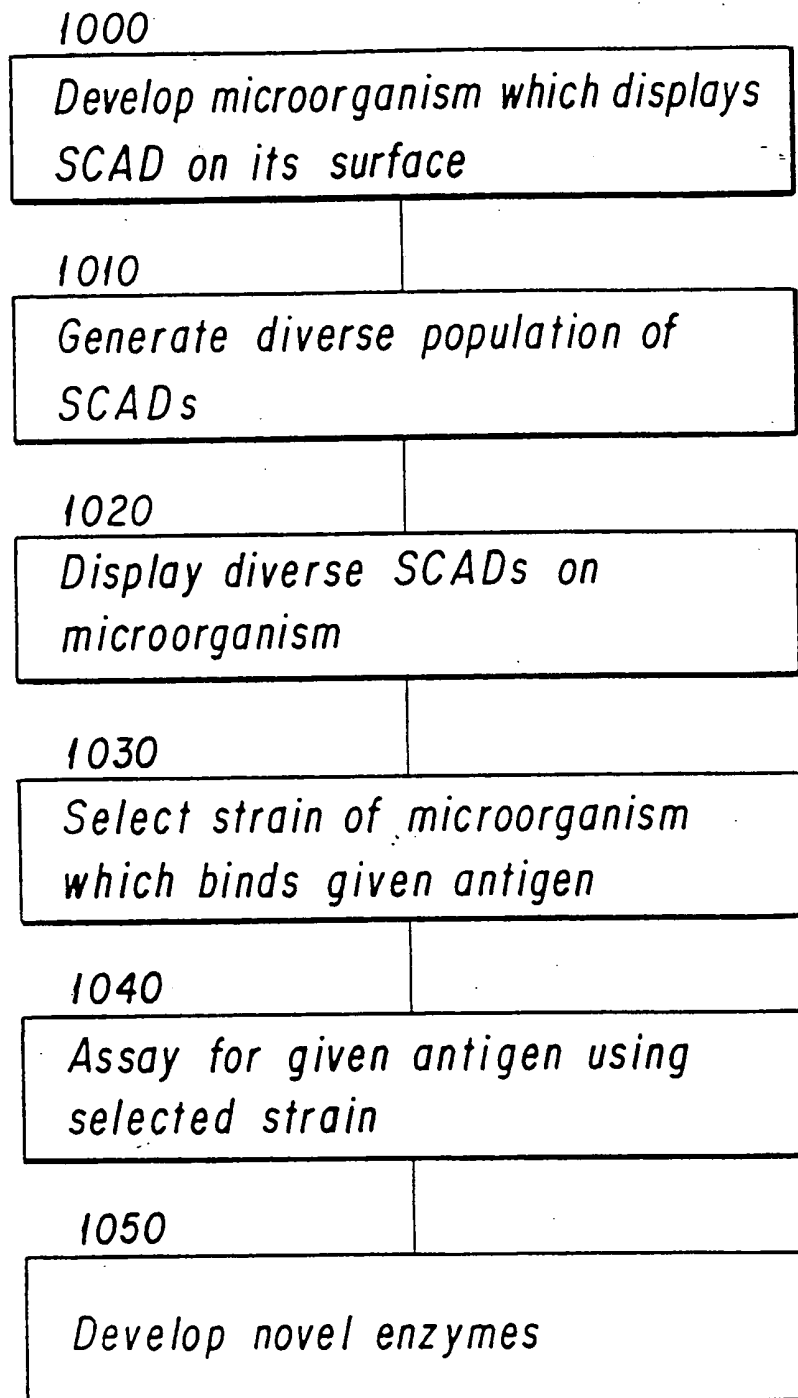 1000
Develop microorganism which displays
SCAD on its surface
1010
Generate diverse population of
SCADs
1020
Display diverse SCADs on
microorganism
1030
Select strain of microorganism
which binds given antigen
1040
Assay for given antigen using
selected strain
1050
Develop novel enzymes